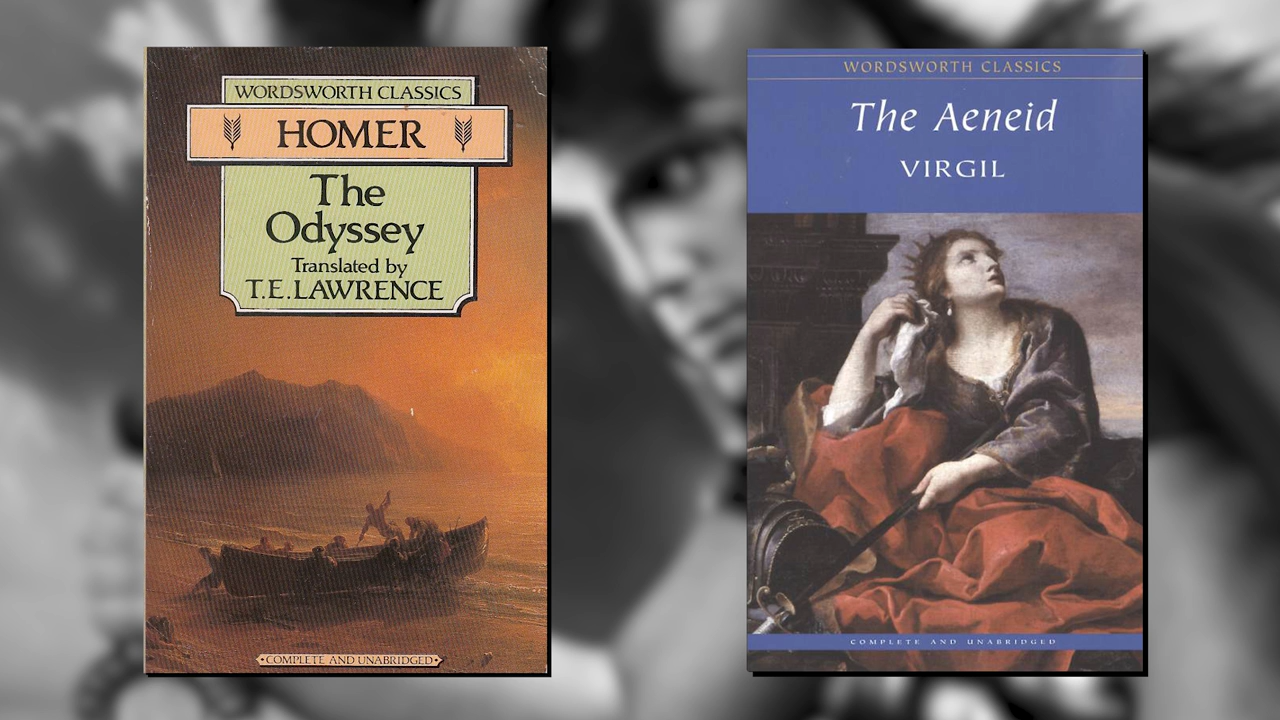 WORDSWORTH CLASSICS
HOMER
The
Odyssey
Translated by
T.E. LAWRENCE
COMPLETE AND UNABRIDGED
WORDSWORTH CLASSICS
The Aeneid
VIRGIL
COMPLETE AND UNABRIDGED